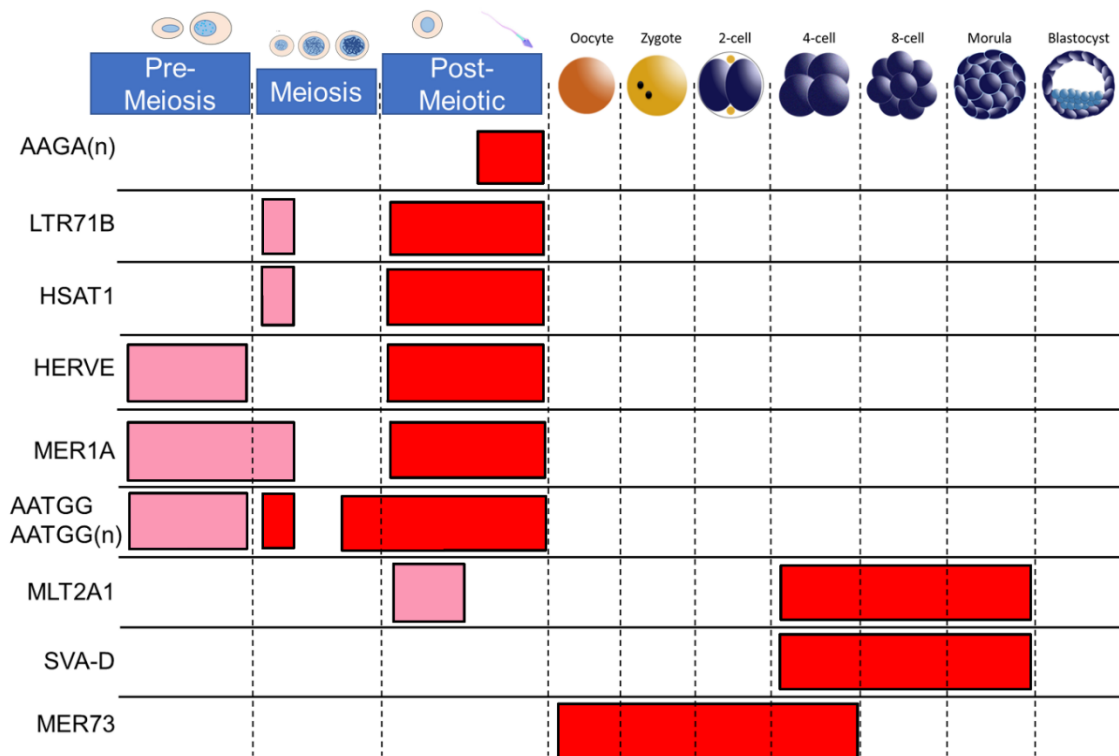 Pre-
Meiosis
Meiosis
Post-
Meiotic
Oocyte
Zygote
2-cell
4-cell
8-cell
Morula
Blastocyst
AAGA(n)
LTR71B
HSAT1
HERVE
MER1A
AATGG
AATGG(n)
MLT2A1
SVA-D
MER73